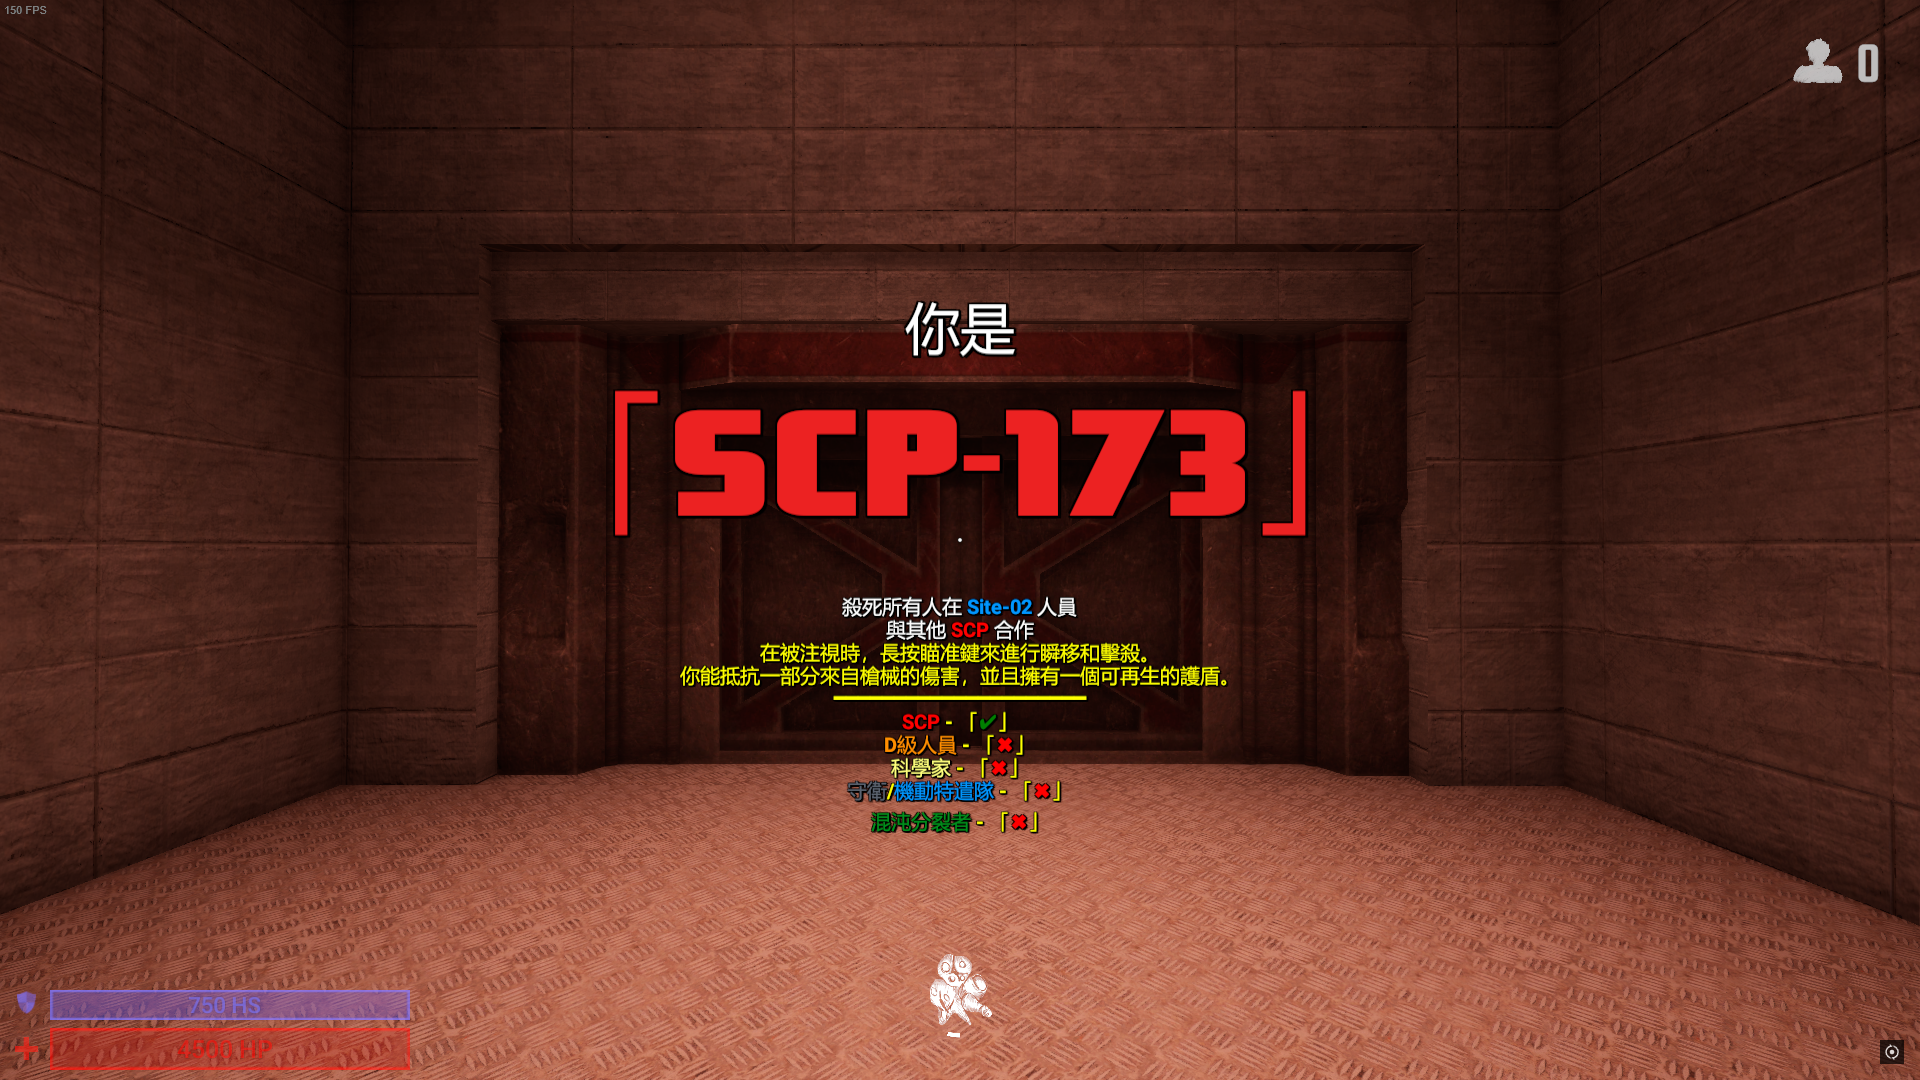 150 FPS
0
你是
「SCP-173」
殺死所有人在 Site-02 人員
與其他 SCP 合作
在被注視時，長按瞄准鍵來進行瞬移和擊殺。
你能抵抗一部分來自槍械的傷害，並且擁有一個可再生的護盾。
SCP - 「✔」
D級人員 - 「✖」
科學家 - 「✖」
守衛/機動特遣隊 - 「✖」
混沌分裂者 - 「✖」
750 HS
4500 HP